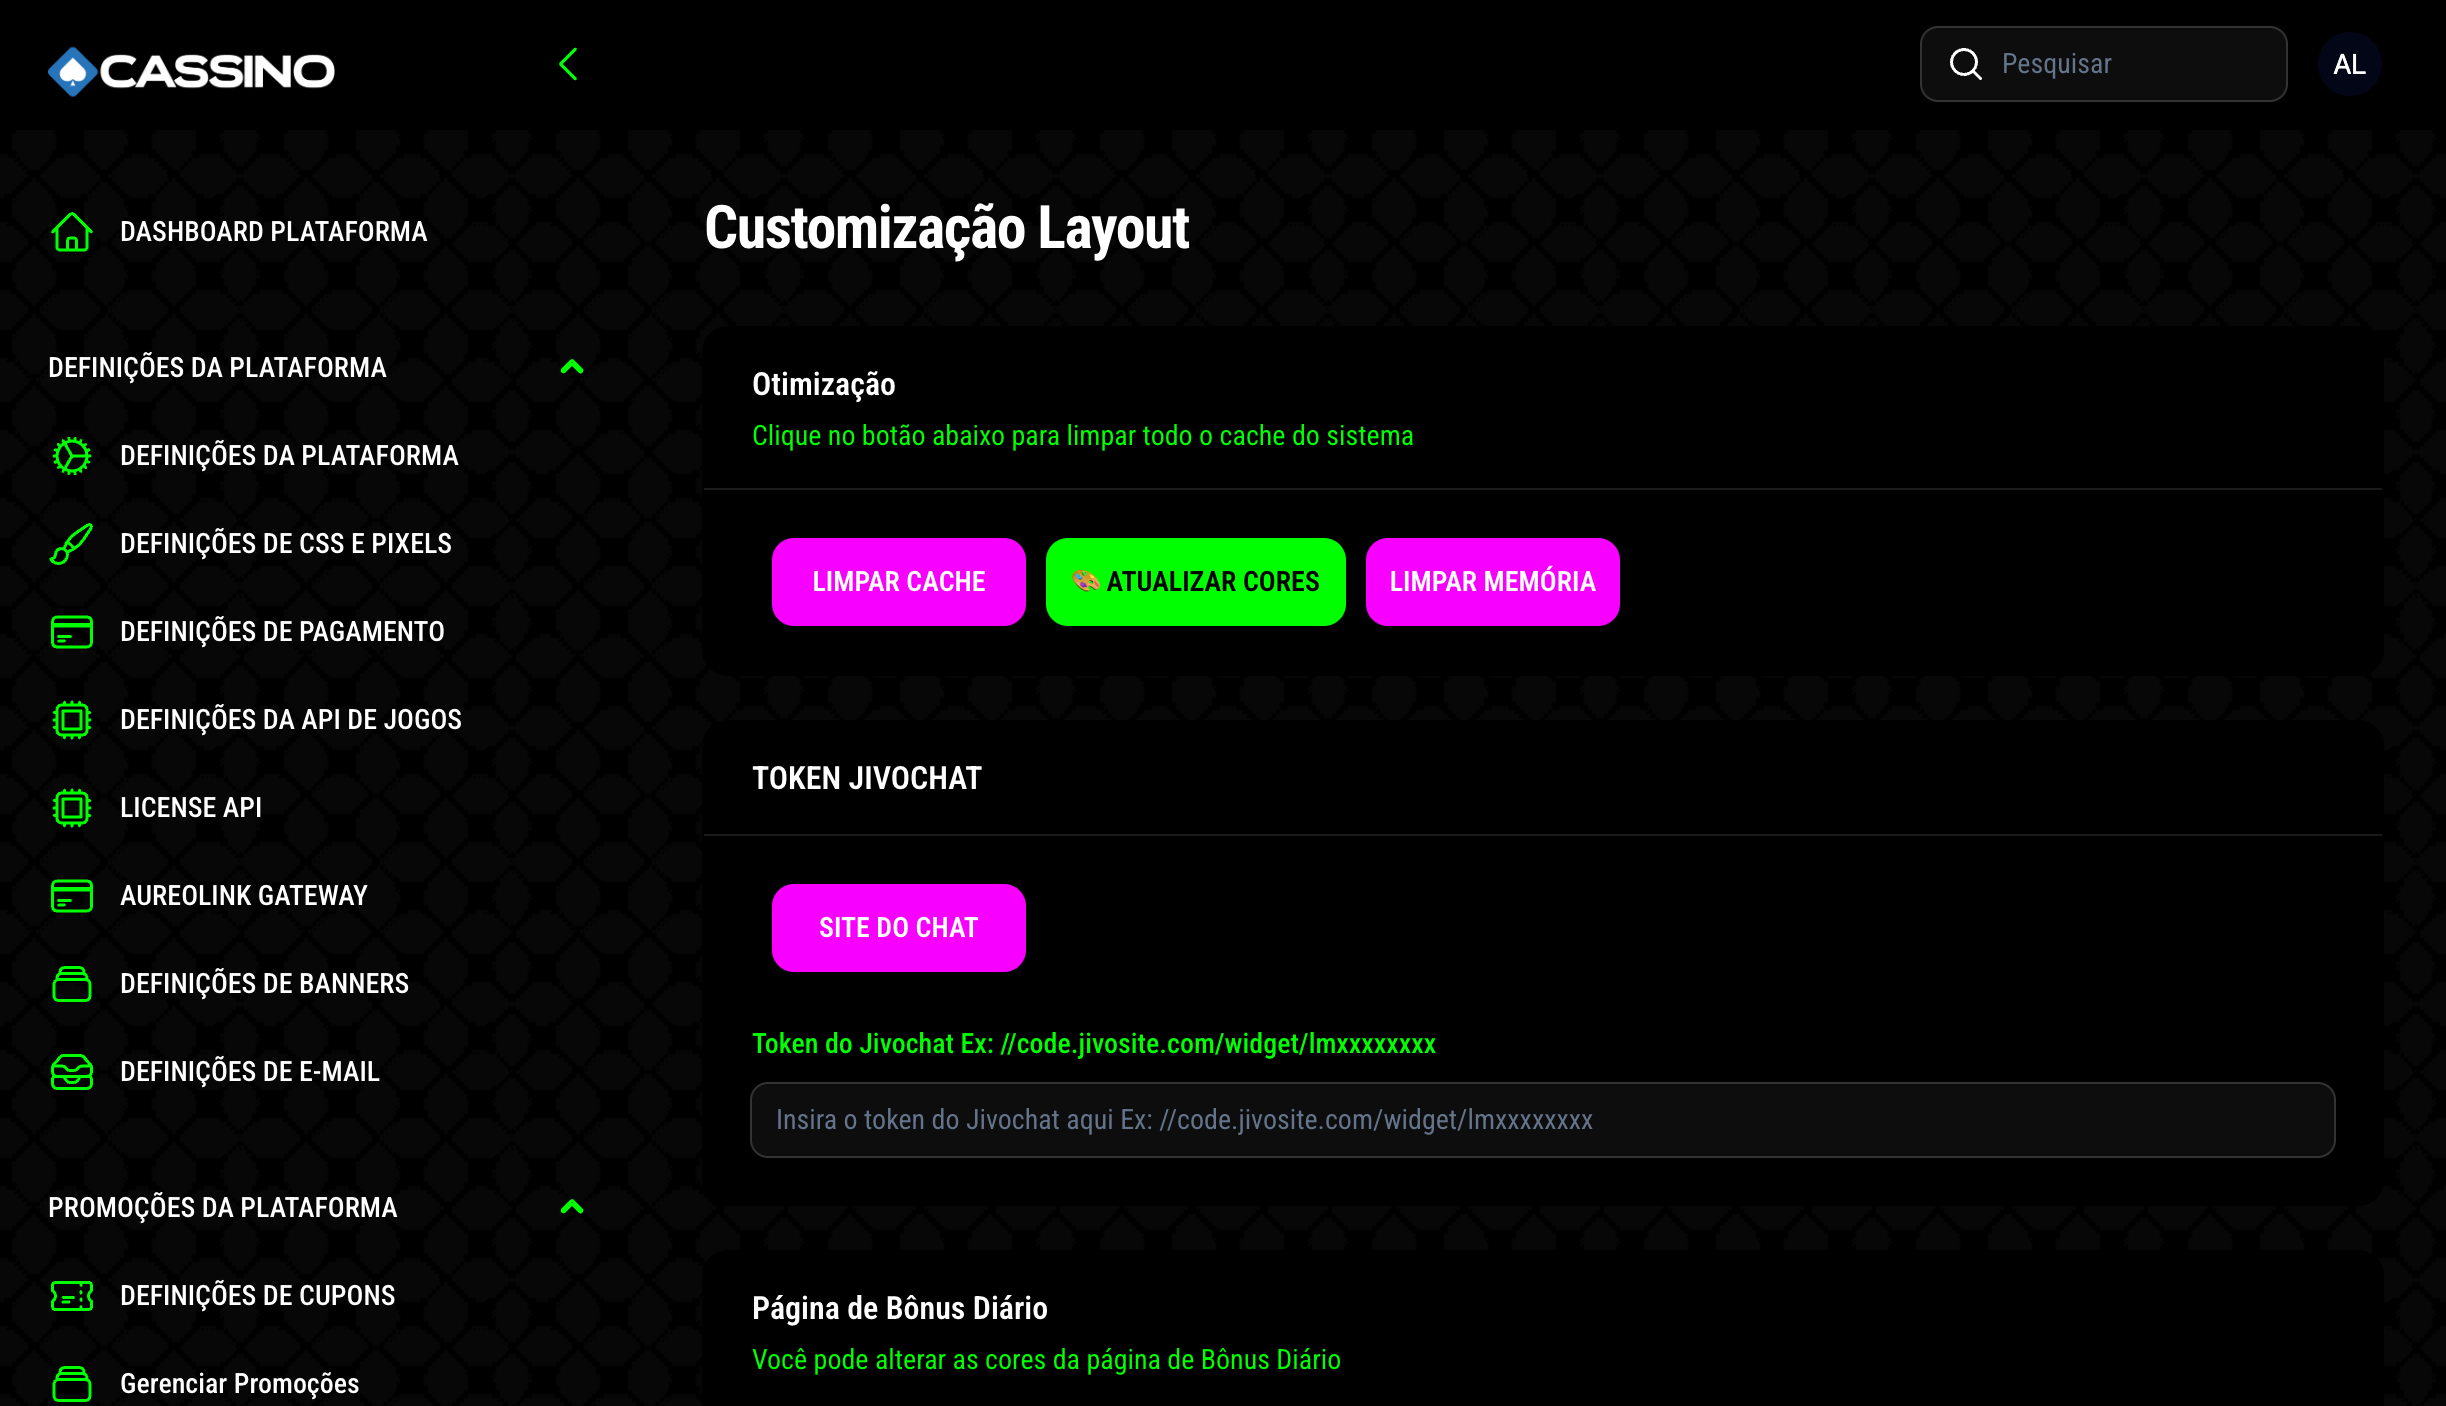 CASSINO
Pesquisar
AL
DASHBOARD PLATAFORMA
DEFINIÇÕES DA PLATAFORMA
DEFINIÇÕES DA PLATAFORMA
DEFINIÇÕES DE CSS E PIXELS
DEFINIÇÕES DE PAGAMENTO
DEFINIÇÕES DA API DE JOGOS
LICENSE API
AUREOLINK GATEWAY
DEFINIÇÕES DE BANNERS
DEFINIÇÕES DE E-MAIL
PROMOÇÕES DA PLATAFORMA
DEFINIÇÕES DE CUPONS
Gerenciar Promoções
Customização Layout
Otimização
Clique no botão abaixo para limpar todo o cache do sistema
LIMPAR CACHE
🎨 ATUALIZAR CORES
LIMPAR MEMÓRIA
TOKEN JIVOCHAT
SITE DO CHAT
Token do Jivochat Ex: //code.jivosite.com/widget/lmxxxxxxxx
Insira o token do Jivochat aqui Ex: //code.jivosite.com/widget/lmxxxxxxxx
Página de Bônus Diário
Você pode alterar as cores da página de Bônus Diário